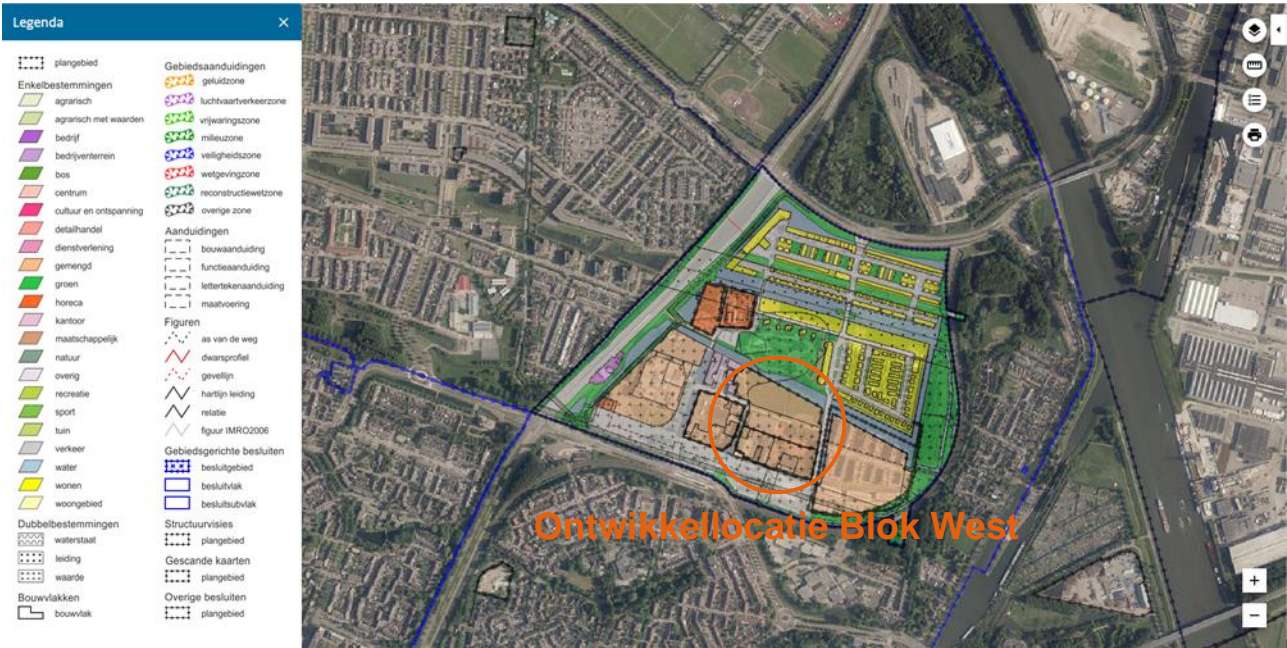 Legenda
plangebied
Enkelbestemmingen
agrarisch
agrarisch met waarden
bedrijf
bedrijventerrein
bos
centrum
cultuur en ontspanning
detailhandel
dienstverlening
gemengd
groen
horeca
kantoor
maatschappelijk
natuur
overig
recreatie
sport
tuin
verkeer
water
wonen
woongebied
Dubbelbestemmingen
waterstaat
leiding
waarde
Bouwvlakken
bouwvlak
Gebiedsaanduidingen
geluidzone
luchtvaartverkeerzone
vrijwaringszone
milieuzone
veiligheidszone
wetgevingzone
reconstructiewetzone
overige zone
Aanduidingen
bouwaanduiding
functieaanduiding
lettertekenaanduiding
maatvoering
Figuren
as van de weg
dwarsprofiel
gevellijn
hartlijn leiding
relatie
figuur IMRO2006
Gebiedsgerichte besluiten
besluitgebied
besluitvlak
besluitsubvlak
Structuurvisies
plangebied
Gescande kaarten
plangebied
Overige besluiten
plangebied
Ontwikkellocatie Blok West